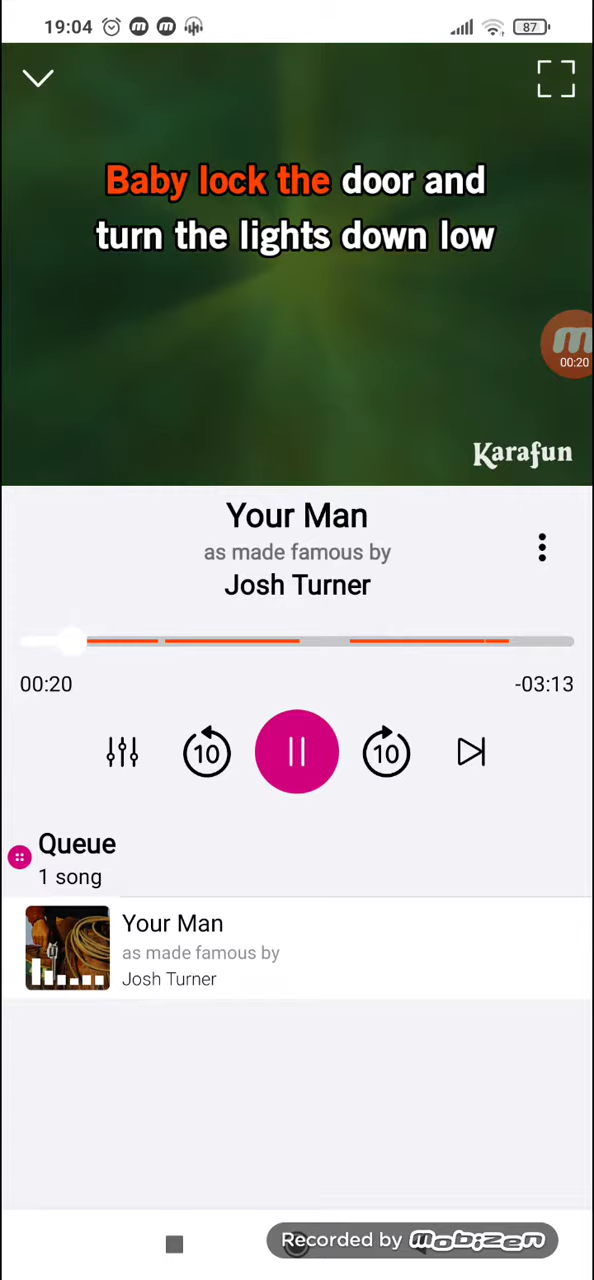 19:04
87
Baby lock the door and
turn the lights down low
m
00:20
Karafun
Your Man
as made famous by
Josh Turner
00:20
-03:13
10
10
Queue
1 song
Your Man
as made famous by
Josh Turner
Recorded by mobizen